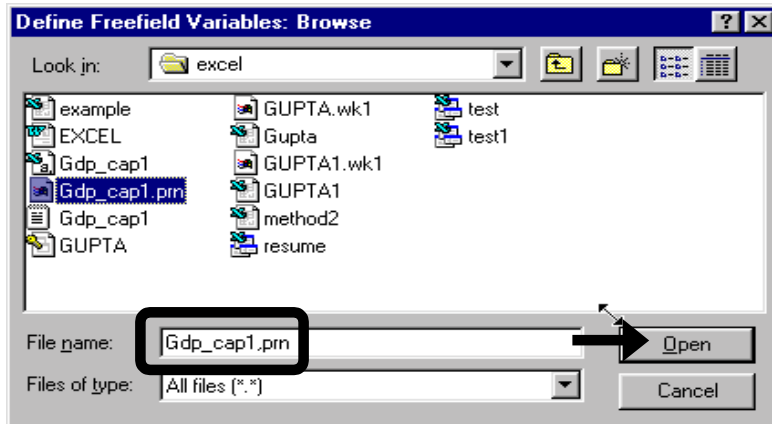 Define Freefield Variables: Browse
Look in: excel
example GUPTA.wk1 test
EXCEL Gupta test1
Gdp_cap1 GUPTA1.wk1
Gdp_cap1.prn GUPTA1
Gdp_cap1 method2
GUPTA resume
File name: Gdp_cap1.prn Open
Files of type: All files (*.*) Cancel